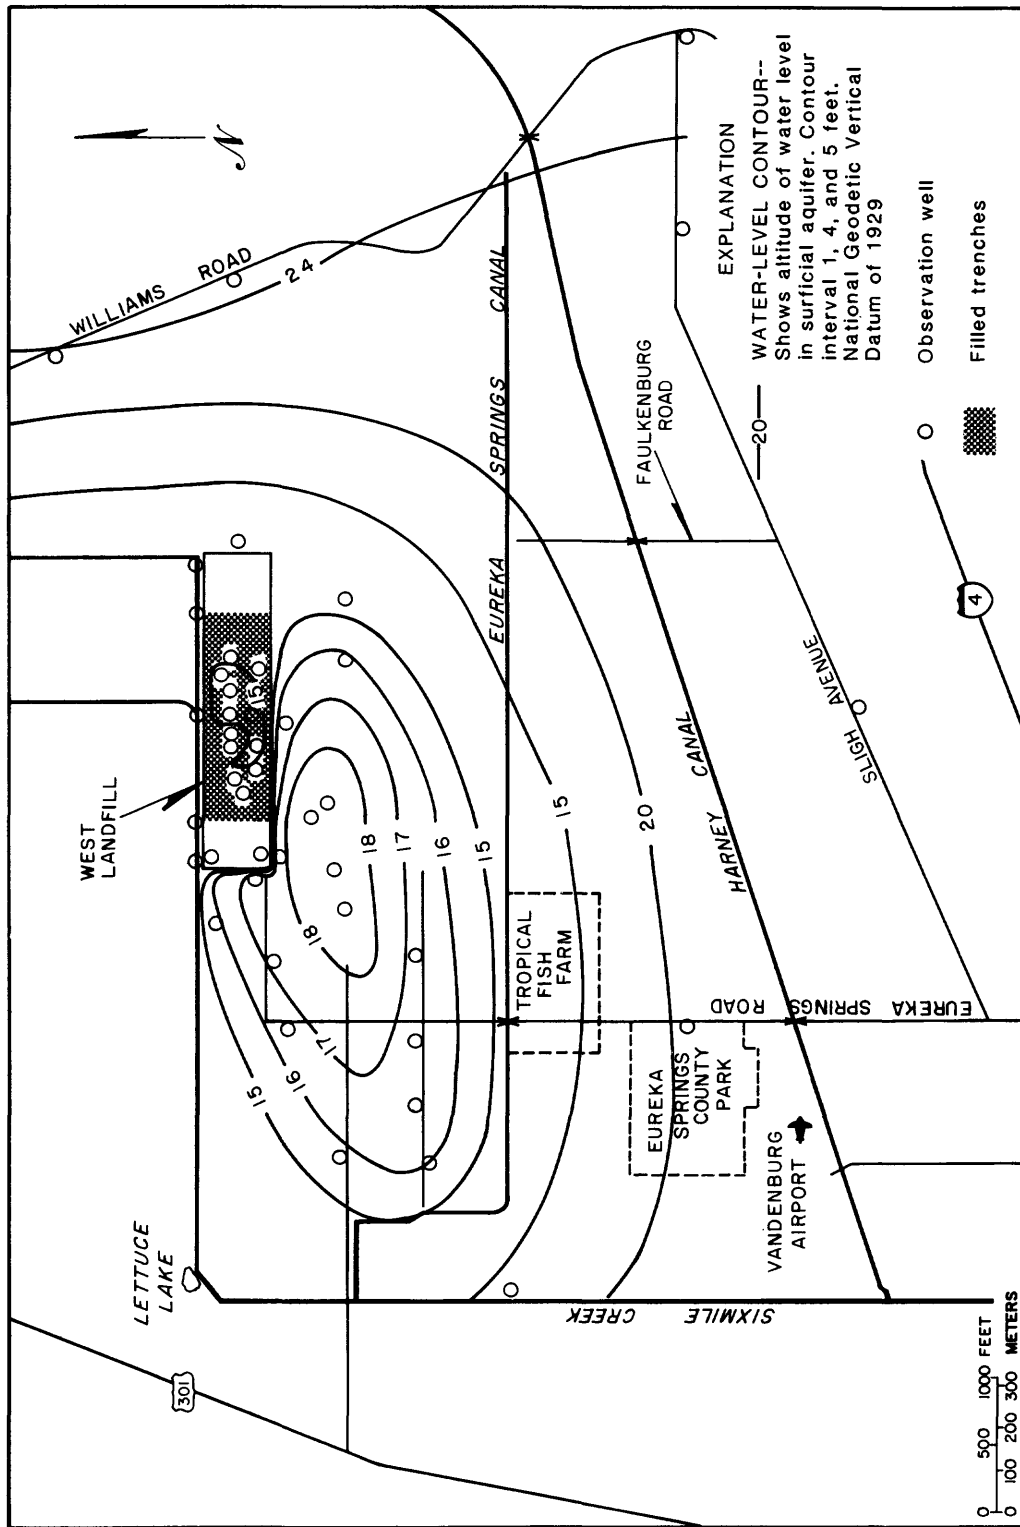 LETTUCE
LAKE
301
WEST
LANDFILL
WILLIAMS ROAD
N
24
15
18
17
16
15
18
17
16
15
15
20
EUREKA SPRINGS CANAL
HARNEY CANAL
TROPICAL
FISH
FARM
EUREKA
SPRINGS
COUNTY
PARK
EUREKA SPRINGS ROAD
VANDENBURG
AIRPORT
SIXMILE CREEK
FAULKENBURG
ROAD
SLIGH AVENUE
4
EXPLANATION
—20— WATER-LEVEL CONTOUR--
Shows altitude of water level
in surficial aquifer. Contour
interval 1, 4, and 5 feet.
National Geodetic Vertical
Datum of 1929
Observation well
Filled trenches
0 500 1000 FEET
0 100 200 300 METERS